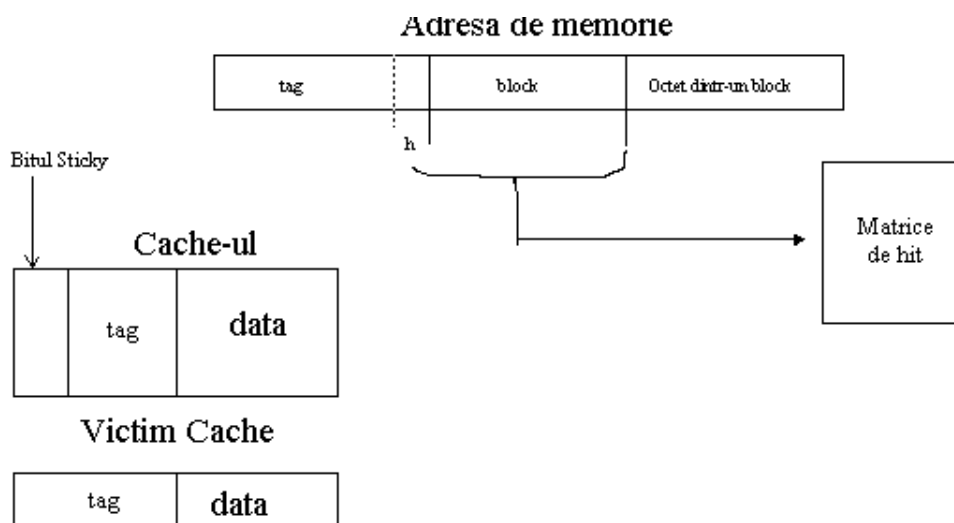 Adresa de memorie
tag
block
Octet dintr-un block
h
Bitul Sticky
Matrice
de hit
Cache-ul
tag
data
Victim Cache
tag
data